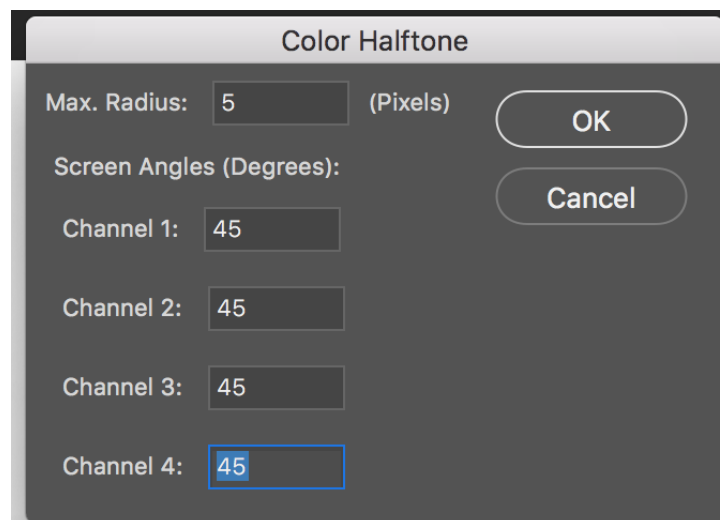 Color Halftone
Max. Radius: 5 (Pixels)
OK
Screen Angles (Degrees):
Cancel
Channel 1: 45
Channel 2: 45
Channel 3: 45
Channel 4: 45